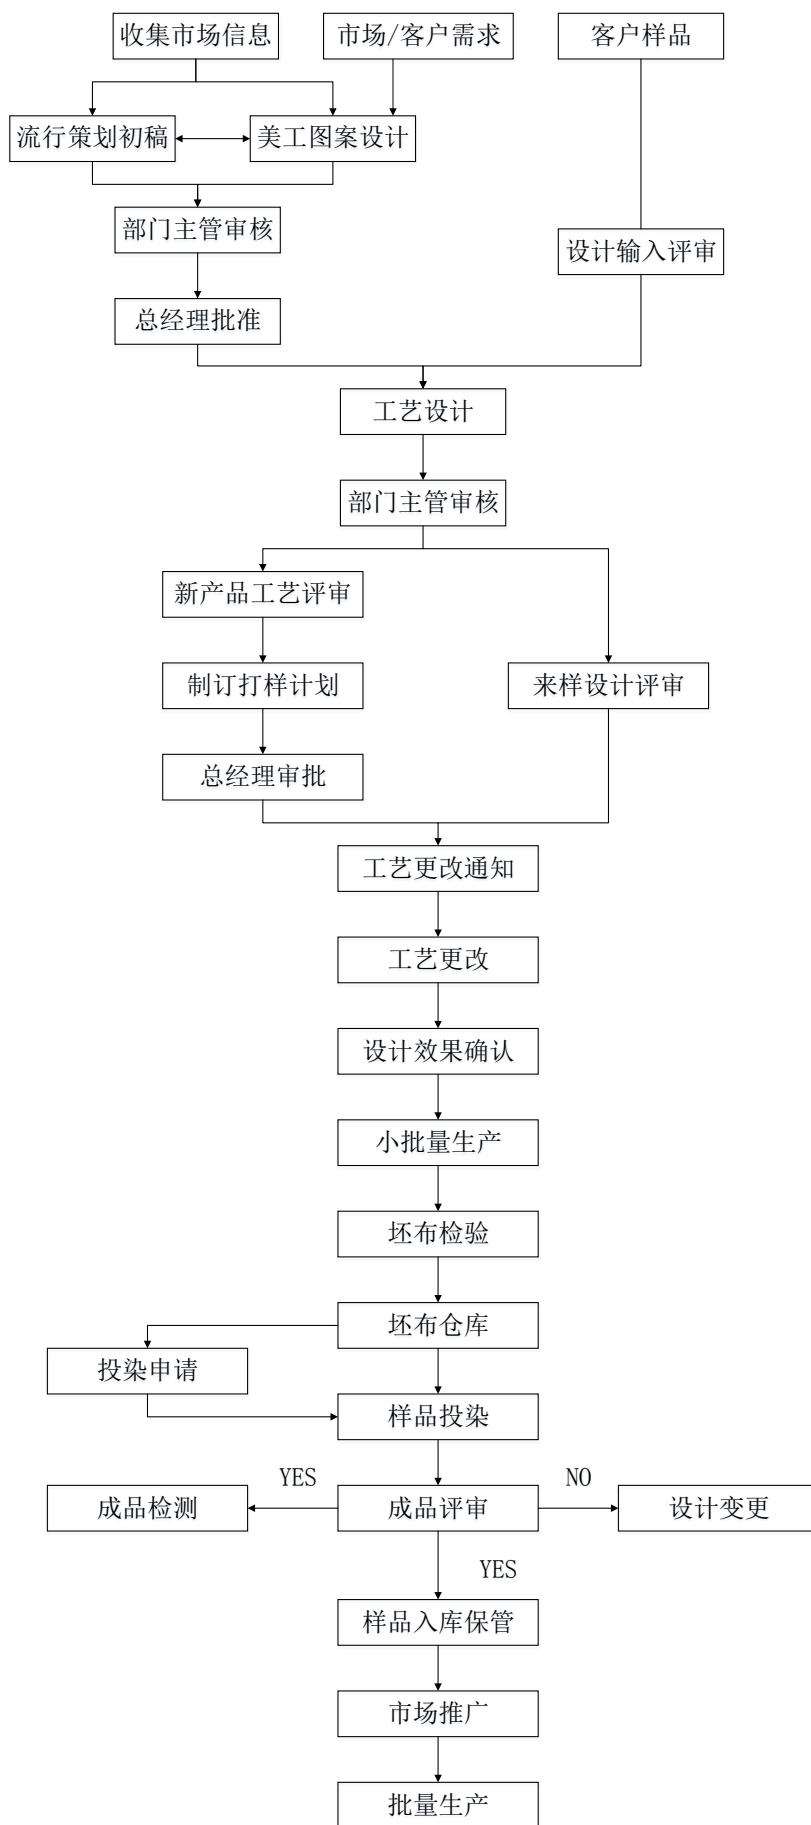 收集市场信息
市场/客户需求
客户样品
流行策划初稿
美工图案设计
部门主管审核
设计输入评审
总经理批准
工艺设计
部门主管审核
新产品工艺评审
制订打样计划
来样设计评审
总经理审批
工艺更改通知
工艺更改
设计效果确认
小批量生产
坯布检验
坯布仓库
投染申请
样品投染
YES
NO
成品检测
成品评审
设计变更
YES
样品入库保管
市场推广
批量生产